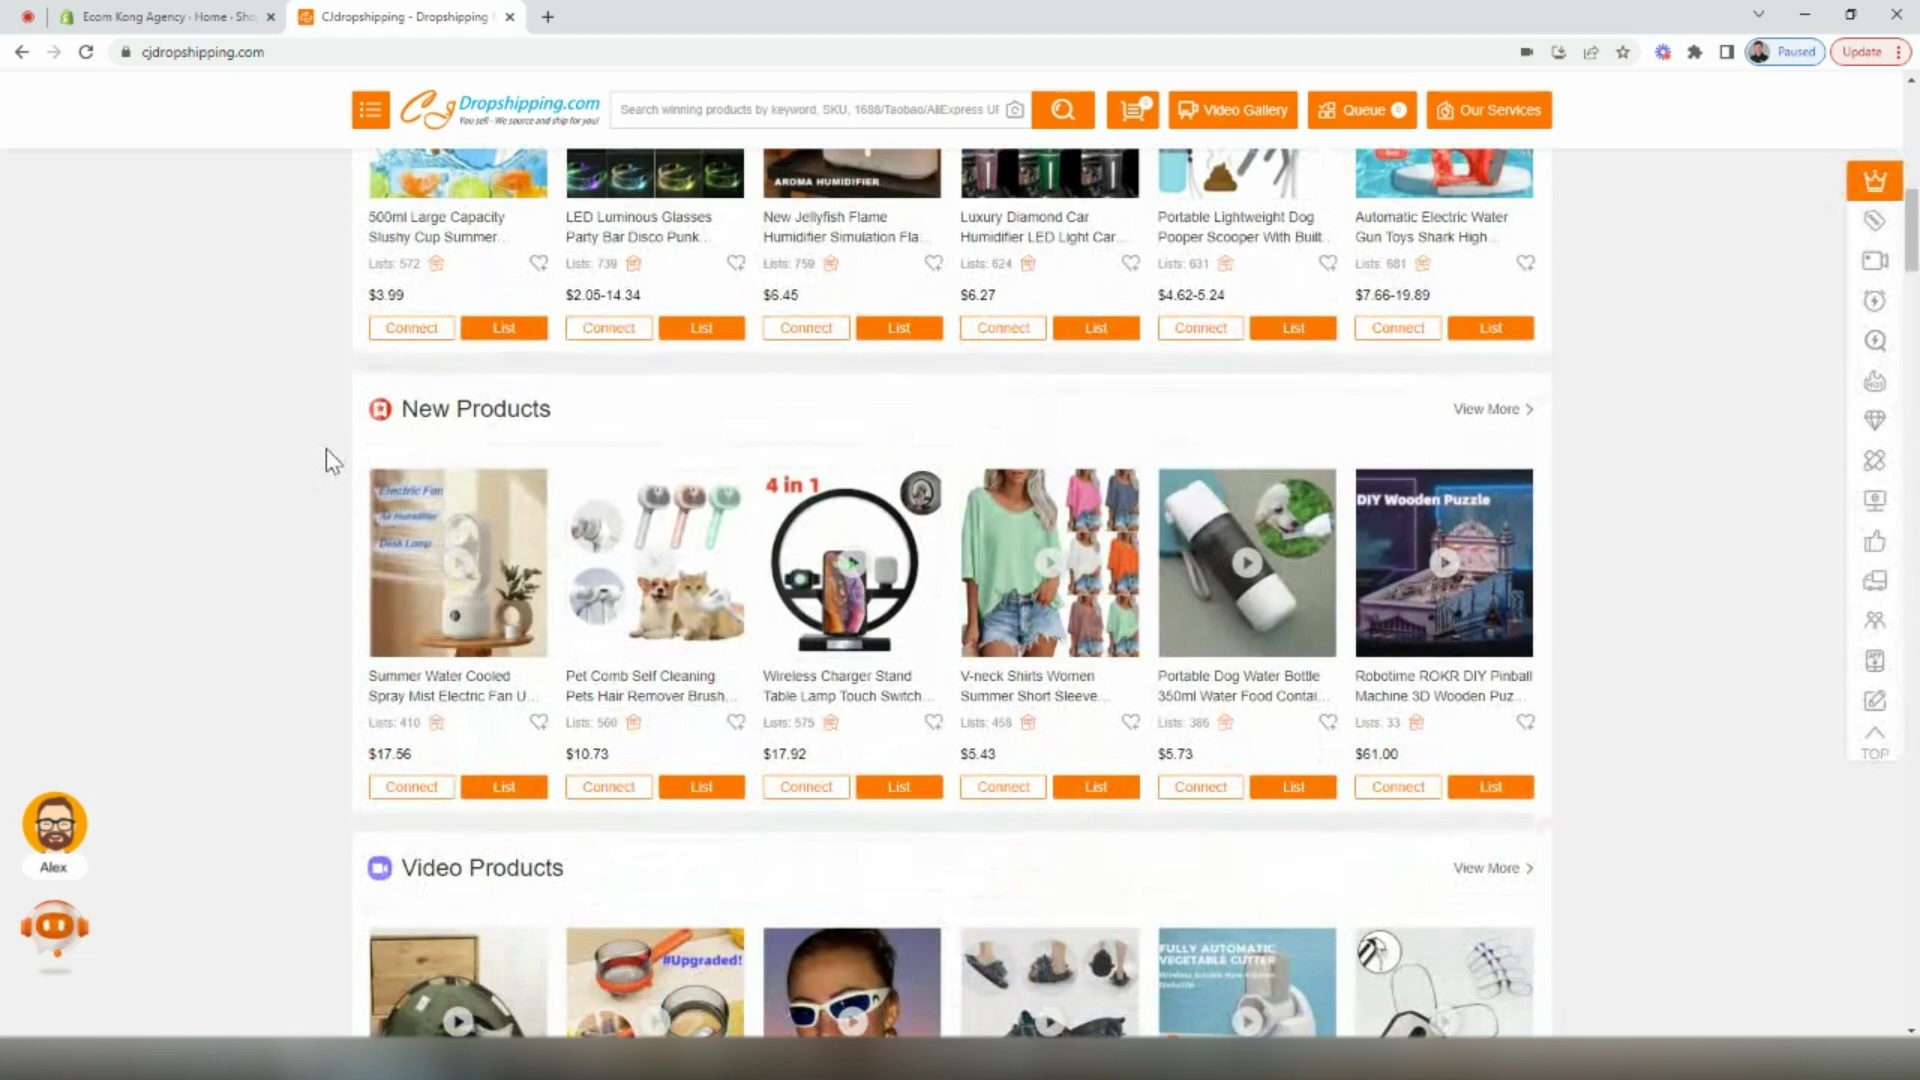 Ecom Kong Agency · Home · Sho
CJdropshipping - Dropshipping f
cjdropshipping.com
Paused
Update
Dropshipping.com
You sell - We source and ship for you!
Search winning products by keyword, SKU, 1688/Taobao/AliExpress UR
0
Video Gallery
Queue 0
Our Services
AROMA HUMIDIFIER
500ml Large Capacity
Slushy Cup Summer..
Lists: 572
$3.99
Connect
List
LED Luminous Glasses
Party Bar Disco Punk...
Lists: 739
$2.05-14.34
Connect
List
New Jellyfish Flame
Humidifier Simulation Fla...
Lists: 759
$6.45
Connect
List
Luxury Diamond Car
Humidifier LED Light Car...
Lists: 624
$6.27
Connect
List
Portable Lightweight Dog
Pooper Scooper With Built..
Lists: 631
$4.62-5.24
Connect
List
Automatic Electric Water
Gun Toys Shark High...
Lists: 681
$7.66-19.89
Connect
List
New Products
View More >
Electric Fan
Air Humidifier
Desk Lamp
4 in 1
DIY Wooden Puzzle
Summer Water Cooled
Spray Mist Electric Fan U...
Lists: 410
$17.56
Connect
List
Pet Comb Self Cleaning
Pets Hair Remover Brush...
Lists: 560
$10.73
Connect
List
Wireless Charger Stand
Table Lamp Touch Switch...
Lists: 575
$17.92
Connect
List
V-neck Shirts Women
Summer Short Sleeve...
Lists: 458
$5.43
Connect
List
Portable Dog Water Bottle
350ml Water Food Contai...
Lists: 386
$5.73
Connect
List
Robotime ROKR DIY Pinball
Machine 3D Wooden Puz...
Lists: 33
$61.00
Connect
List
TOP
Alex
Video Products
View More >
#Upgraded!
FULLY AUTOMATIC
VEGETABLE CUTTER